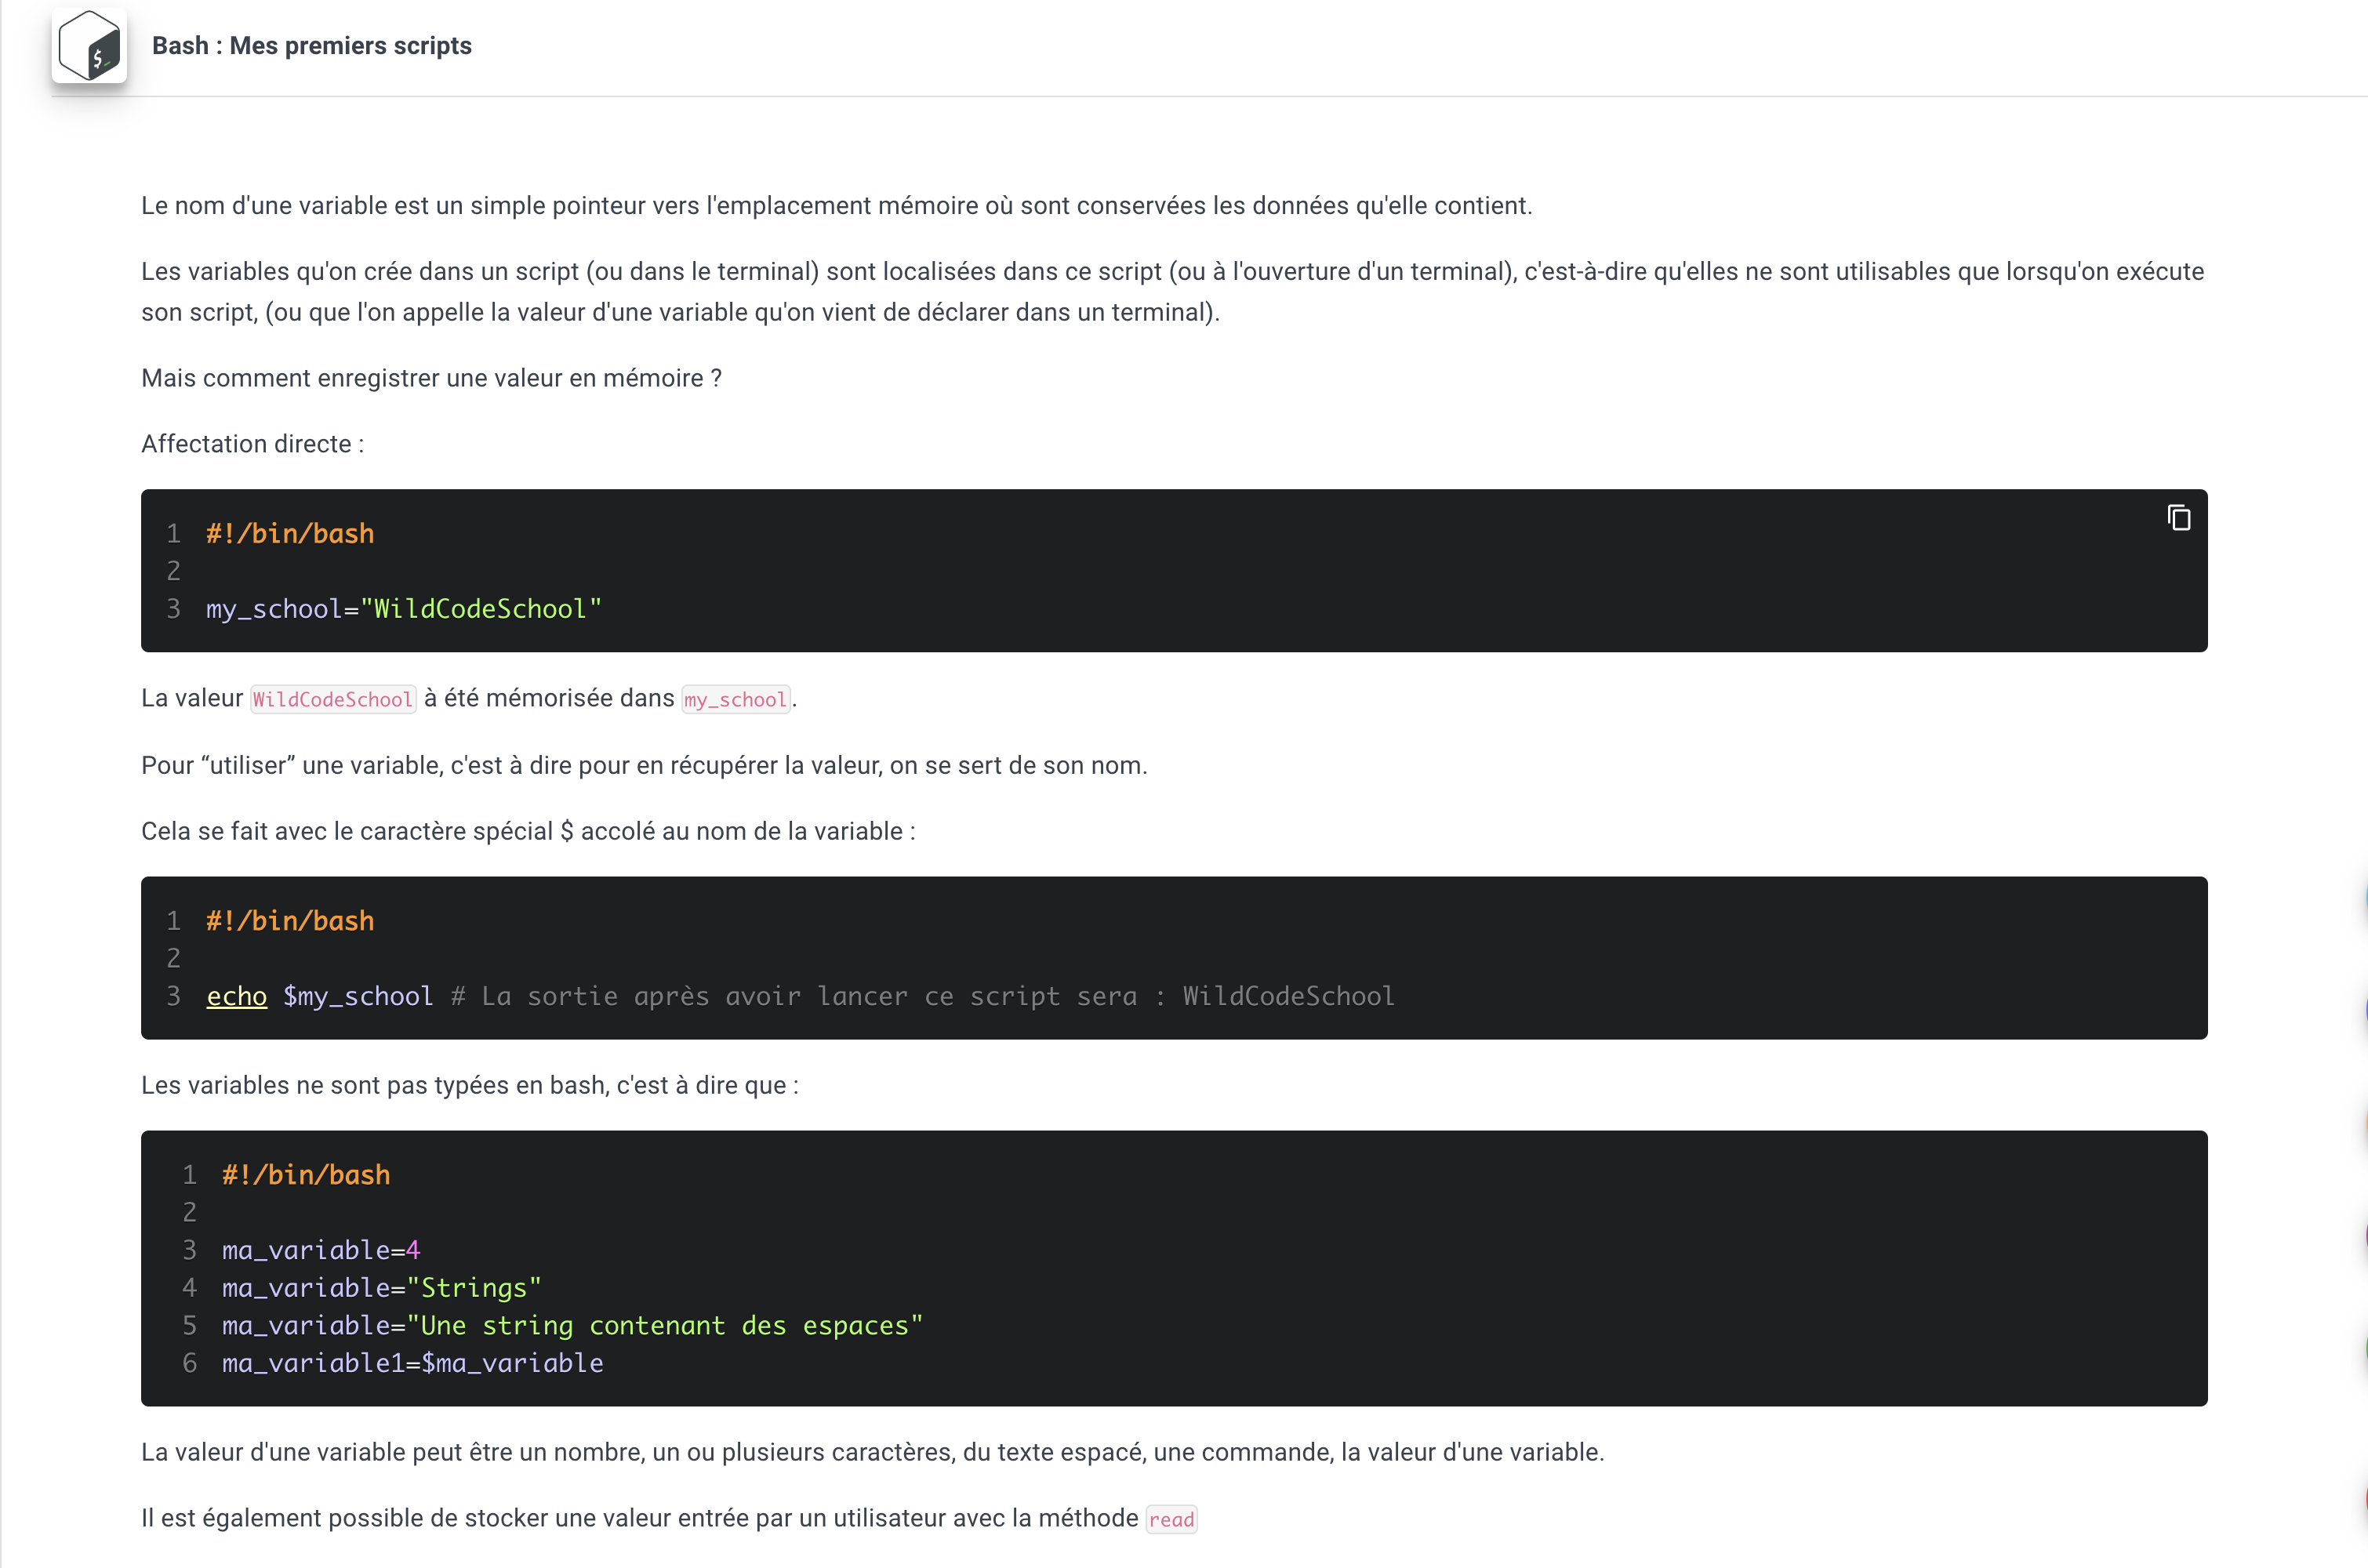 $_
Bash : Mes premiers scripts
Le nom d'une variable est un simple pointeur vers l'emplacement mémoire où sont conservées les données qu'elle contient.
Les variables qu'on crée dans un script (ou dans le terminal) sont localisées dans ce script (ou à l'ouverture d'un terminal), c'est-à-dire qu'elles ne sont utilisables que lorsqu'on exécute
son script, (ou que l'on appelle la valeur d'une variable qu'on vient de déclarer dans un terminal).
Mais comment enregistrer une valeur en mémoire ?
Affectation directe :
1 #!/bin/bash
2
3 my_school="WildCodeSchool"
La valeur WildCodeSchool à été mémorisée dans my_school.
Pour “utiliser” une variable, c'est à dire pour en récupérer la valeur, on se sert de son nom.
Cela se fait avec le caractère spécial $ accolé au nom de la variable :
1 #!/bin/bash
2
3 echo $my_school # La sortie après avoir lancer ce script sera : WildCodeSchool
Les variables ne sont pas typées en bash, c'est à dire que :
1 #!/bin/bash
2
3 ma_variable=4
4 ma_variable="Strings"
5 ma_variable="Une string contenant des espaces"
6 ma_variable1=$ma_variable
La valeur d'une variable peut être un nombre, un ou plusieurs caractères, du texte espacé, une commande, la valeur d'une variable.
Il est également possible de stocker une valeur entrée par un utilisateur avec la méthode read